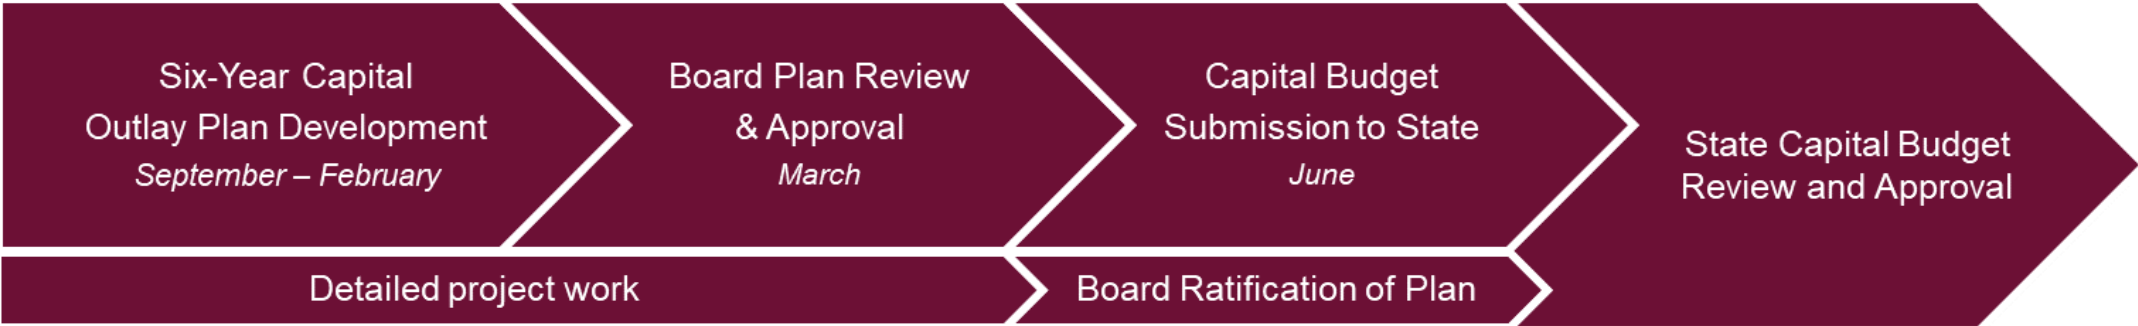 Six-Year Capital
Outlay Plan Development
September – February
Board Plan Review
& Approval
March
Capital Budget
Submission to State
June
State Capital Budget
Review and Approval
Detailed project work
Board Ratification of Plan